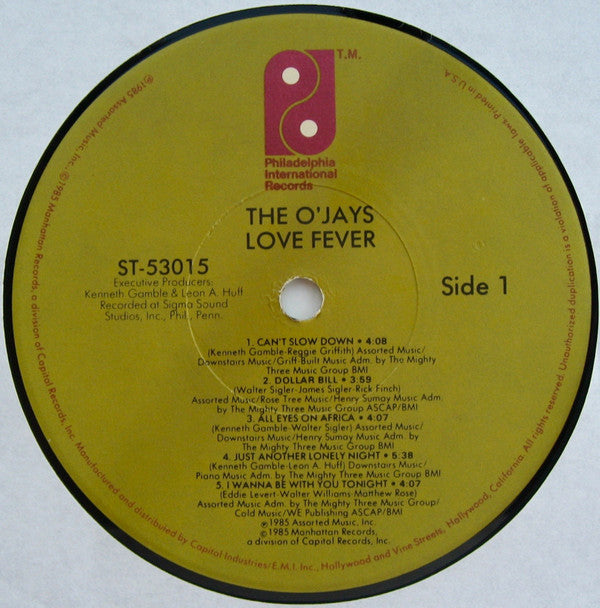 T.M.
Philadelphia
International
Records
THE O'JAYS
LOVE FEVER
ST-53015
Executive Producers:
Kenneth Gamble & Leon A. Huff
Recorded at Sigma Sound
Studios, Inc., Phil., Penn.
Side 1
1. CAN'T SLOW DOWN • 4:08
(Kenneth Gamble-Reggie Griffith) Assorted Music/
Downstairs Music/Griff-Built Music Adm. by The Mighty
Three Music Group BMI
2. DOLLAR BILL • 3:59
(Walter Sigler-James Sigler-Rick Finch)
Assorted Music/Rose Tree Music/Henry Sumay Music Adm.
by The Mighty Three Music Group ASCAP/BMI
3. ALL EYES ON AFRICA • 4:07
(Kenneth Gamble-Walter Sigler) Assorted Music/
Downstairs Music/Henry Sumay Music Adm. by
The Mighty Three Music Group BMI
4. JUST ANOTHER LONELY NIGHT • 5:38
(Kenneth Gamble-Leon A. Huff) Downstairs Music/
Piano Music Adm. by The Mighty Three Music Group BMI
5. I WANNA BE WITH YOU TONIGHT • 4:07
(Eddie Levert-Walter Williams-Matthew Rose)
Assorted Music Adm. by The Mighty Three Music Group/
Cold Music/WE Publishing ASCAP/BMI
℗1985 Assorted Music, Inc.
©1985 Manhattan Records,
a division of Capitol Records, Inc.
℗1985 Assorted Music, Inc., ©1985 Manhattan Records, a division of Capitol Records, Inc. Manufactured and distributed by Capitol Industries/E.M.I. Inc., Hollywood and Vine Streets, Hollywood, California. All rights reserved. Unauthorized duplication is a violation of applicable laws. Printed in U.S.A.